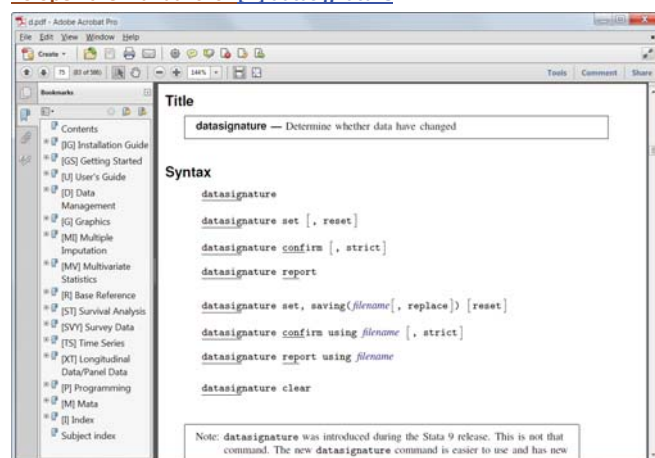 d.pdf - Adobe Acrobat Pro
File Edit View Window Help
Create
75 (83 of 586) 146% Tools Comment Share
Bookmarks
Contents
[IG] Installation Guide
[GS] Getting Started
[U] User's Guide
[D] Data
Management
[G] Graphics
[MI] Multiple
Imputation
[MV] Multivariate
Statistics
[R] Base Reference
[ST] Survival Analysis
[SVY] Survey Data
[TS] Time Series
[XT] Longitudinal
Data/Panel Data
[P] Programming
[M] Mata
[I] Index
Subject index
Title
datasignature — Determine whether data have changed
Syntax
datasignature
datasignature set [, reset]
datasignature confirm [, strict]
datasignature report
datasignature set, saving(filename[, replace]) [reset]
datasignature confirm using filename [, strict]
datasignature report using filename
datasignature clear
Note: datasignature was introduced during the Stata 9 release. This is not that
command. The new datasignature command is easier to use and has new